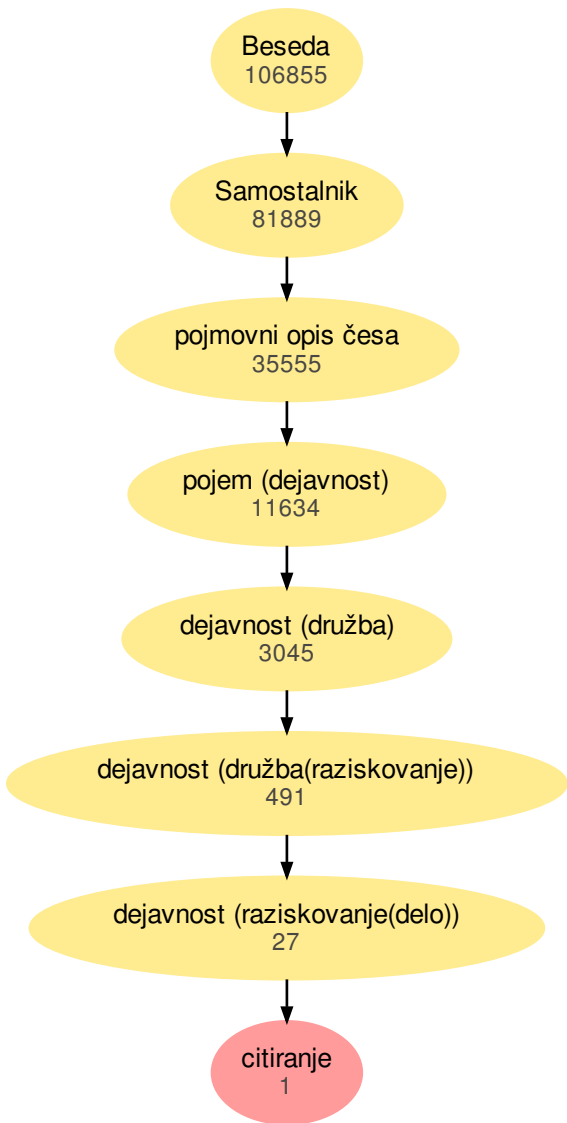 Beseda
106855
Samostalnik
81889
pojmovni opis česa
35555
pojem (dejavnost)
11634
dejavnost (družba)
3045
dejavnost (družba(raziskovanje))
491
dejavnost (raziskovanje(delo))
27
citiranje
1